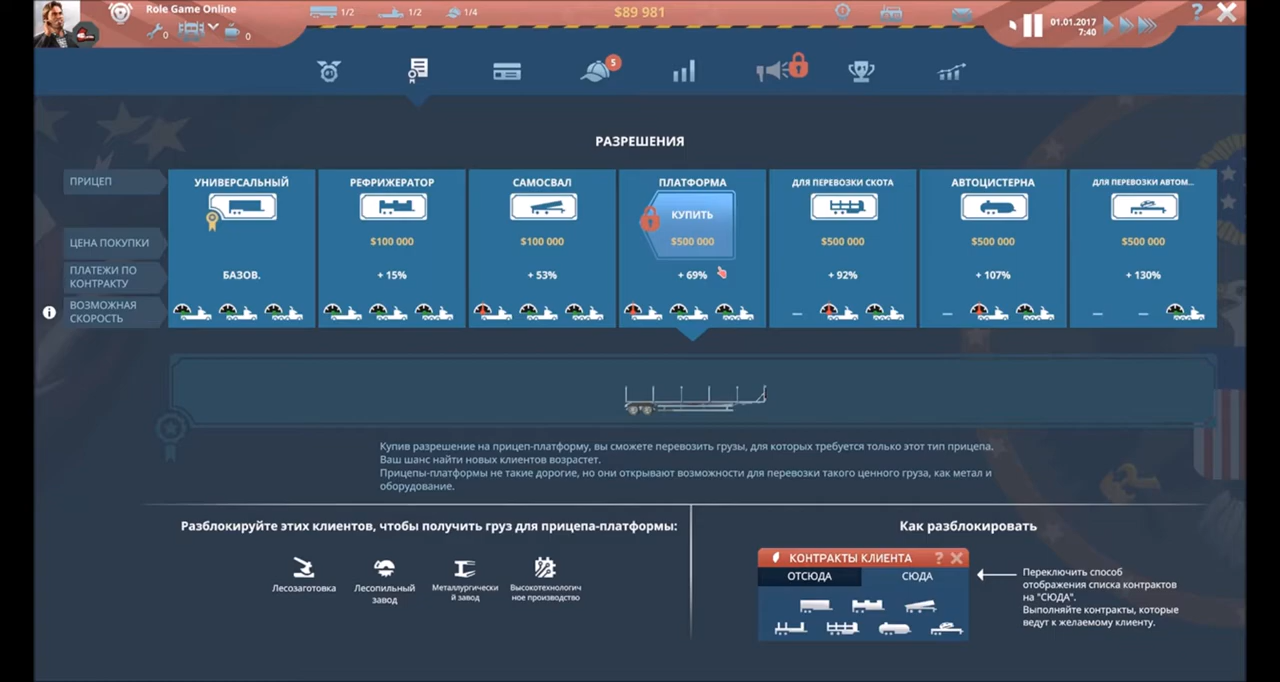 Role Game Online
1/2
1/2
1/4
$89 981
01.01.2017
7:40
0
0
?
5
РАЗРЕШЕНИЯ
ПРИЦЕП
УНИВЕРСАЛЬНЫЙ
РЕФРИЖЕРАТОР
САМОСВАЛ
ПЛАТФОРМА
ДЛЯ ПЕРЕВОЗКИ СКОТА
АВТОЦИСТЕРНА
ДЛЯ ПЕРЕВОЗКИ АВТОМ...
КУПИТЬ
ЦЕНА ПОКУПКИ
$100 000
$100 000
$500 000
$500 000
$500 000
$500 000
ПЛАТЕЖИ ПО
КОНТРАКТУ
БАЗОВ.
+ 15%
+ 53%
+ 69%
+ 92%
+ 107%
+ 130%
ВОЗМОЖНАЯ
СКОРОСТЬ
Купив разрешение на прицеп-платформу, вы сможете перевозить грузы, для которых требуется только этот тип прицепа.
Ваш шанс найти новых клиентов возрастет.
Прицепы-платформы не такие дорогие, но они открывают возможности для перевозки такого ценного груза, как метал и
оборудование.
Разблокируйте этих клиентов, чтобы получить груз для прицепа-платформы:
Лесозаготовка
Лесопильный
завод
Металлургически
й завод
Высокотехнологич
ное производство
Как разблокировать
КОНТРАКТЫ КЛИЕНТА ?
ОТСЮДА
СЮДА
Переключить способ
отображения списка контрактов
на "СЮДА".
Выполняйте контракты, которые
ведут к желаемому клиенту.